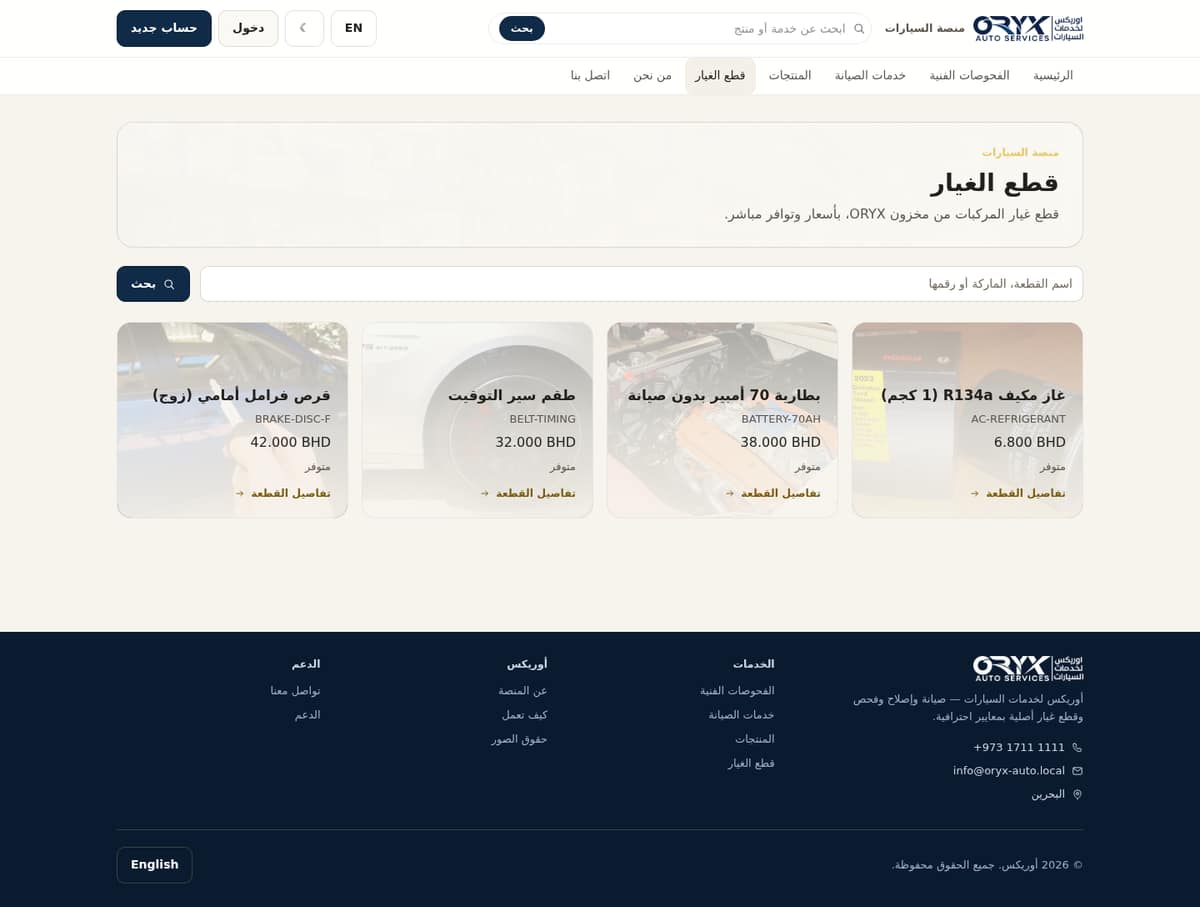 ORYX
AUTO SERVICES
اوريكس
لخدمات
السيارات
منصة السيارات
ابحث عن خدمة أو منتج
بحث
EN
دخول
حساب جديد
الرئيسية
الفحوصات الفنية
خدمات الصيانة
المنتجات
قطع الغيار
من نحن
اتصل بنا
منصة السيارات
قطع الغيار
قطع غيار المركبات من مخزون ORYX، بأسعار وتوافر مباشر.
اسم القطعة، الماركة أو رقمها
بحث
غاز مكيف R134a (1 كجم)
AC-REFRIGERANT
6.800 BHD
متوفر
تفاصيل القطعة
بطارية 70 أمبير بدون صيانة
BATTERY-70AH
38.000 BHD
متوفر
تفاصيل القطعة
طقم سير التوقيت
BELT-TIMING
32.000 BHD
متوفر
تفاصيل القطعة
قرص فرامل أمامي (زوج)
BRAKE-DISC-F
42.000 BHD
متوفر
تفاصيل القطعة
ORYX
AUTO SERVICES
اوريكس
لخدمات
السيارات
أوريكس لخدمات السيارات — صيانة وإصلاح وفحص
وقطع غيار أصلية بمعايير احترافية.
+973 1711 1111
info@oryx-auto.local
البحرين
الخدمات
الفحوصات الفنية
خدمات الصيانة
المنتجات
قطع الغيار
أوريكس
عن المنصة
كيف تعمل
حقوق الصور
الدعم
تواصل معنا
الدعم
© 2026 أوريكس. جميع الحقوق محفوظة.
English